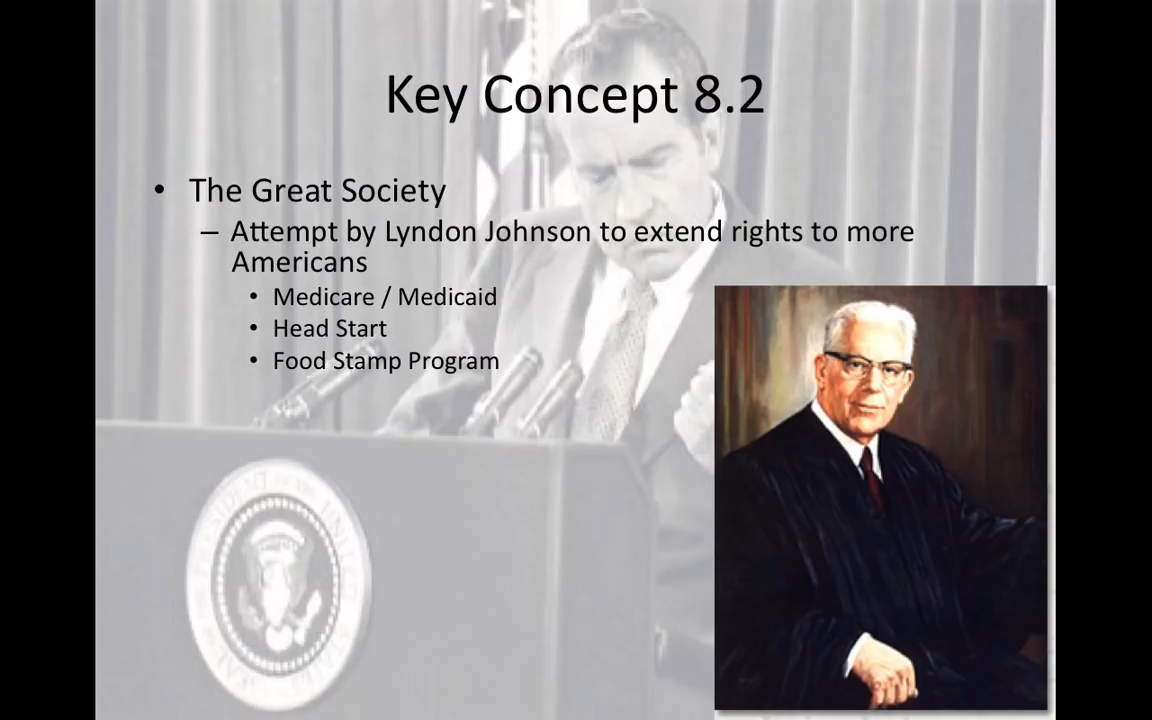 Key Concept 8.2
• The Great Society
– Attempt by Lyndon Johnson to extend rights to more
Americans
• Medicare / Medicaid
• Head Start
• Food Stamp Program